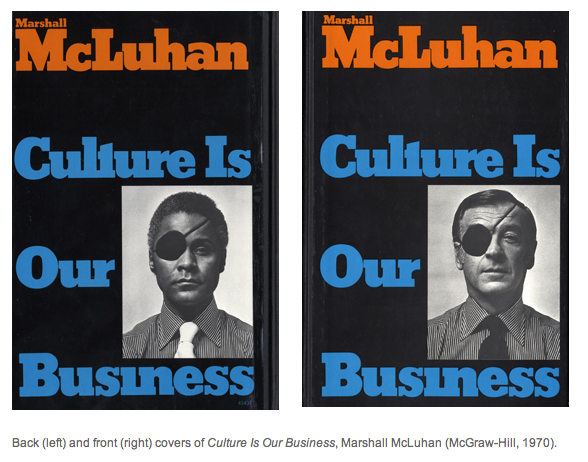 Marshall
McLuhan
Culture Is
Our
Business
Marshall
McLuhan
Culture Is
Our
Business
Back (left) and front (right) covers of Culture Is Our Business, Marshall McLuhan (McGraw-Hill, 1970).